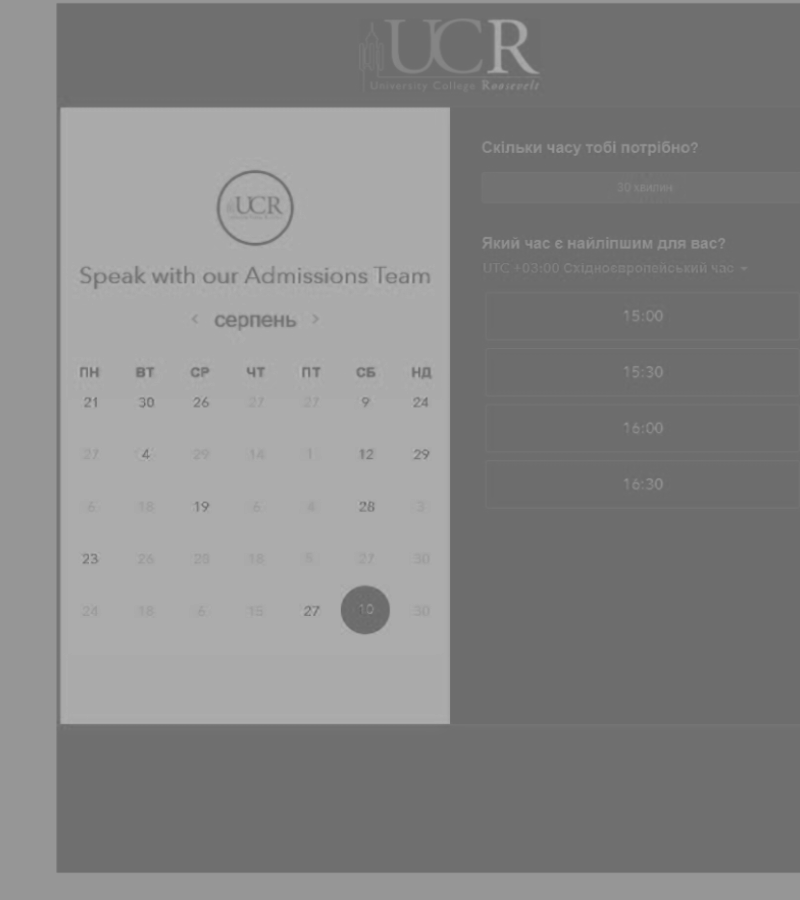 UCR
University College Roosevelt
UCR
Speak with our Admissions Team
‹ серпень ›
ПН ВТ СР ЧТ ПТ СБ НД
21 30 26 27 27 9 24
27 4 29 14 1 12 29
6 18 19 6 4 28 3
23 26 20 18 5 27 30
24 18 6 15 27 10 30
Скільки часу тобі потрібно?
30 хвилин
Який час є найліпшим для вас?
UTC +03:00 Східноєвропейський час
15:00
15:30
16:00
16:30